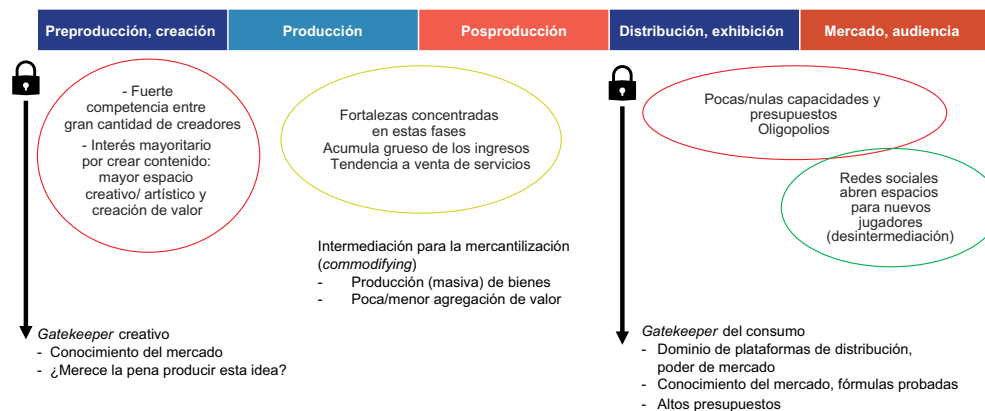 Preproducción, creación
Producción
Posproducción
Distribución, exhibición
Mercado, audiencia
- Fuerte
competencia entre
gran cantidad de creadores
- Interés mayoritario
por crear contenido:
mayor espacio
creativo/ artístico y
creación de valor
Fortalezas concentradas
en estas fases
Acumula grueso de los ingresos
Tendencia a venta de servicios
Pocas/nulas capacidades y
presupuestos
Oligopolios
Redes sociales
abren espacios
para nuevos
jugadores
(desintermediación)
Intermediación para la mercantilización
(commodifying)
- Producción (masiva) de bienes
- Poca/menor agregación de valor
Gatekeeper creativo
- Conocimiento del mercado
- ¿Merece la pena producir esta idea?
Gatekeeper del consumo
- Dominio de plataformas de distribución,
poder de mercado
- Conocimiento del mercado, fórmulas probadas
- Altos presupuestos